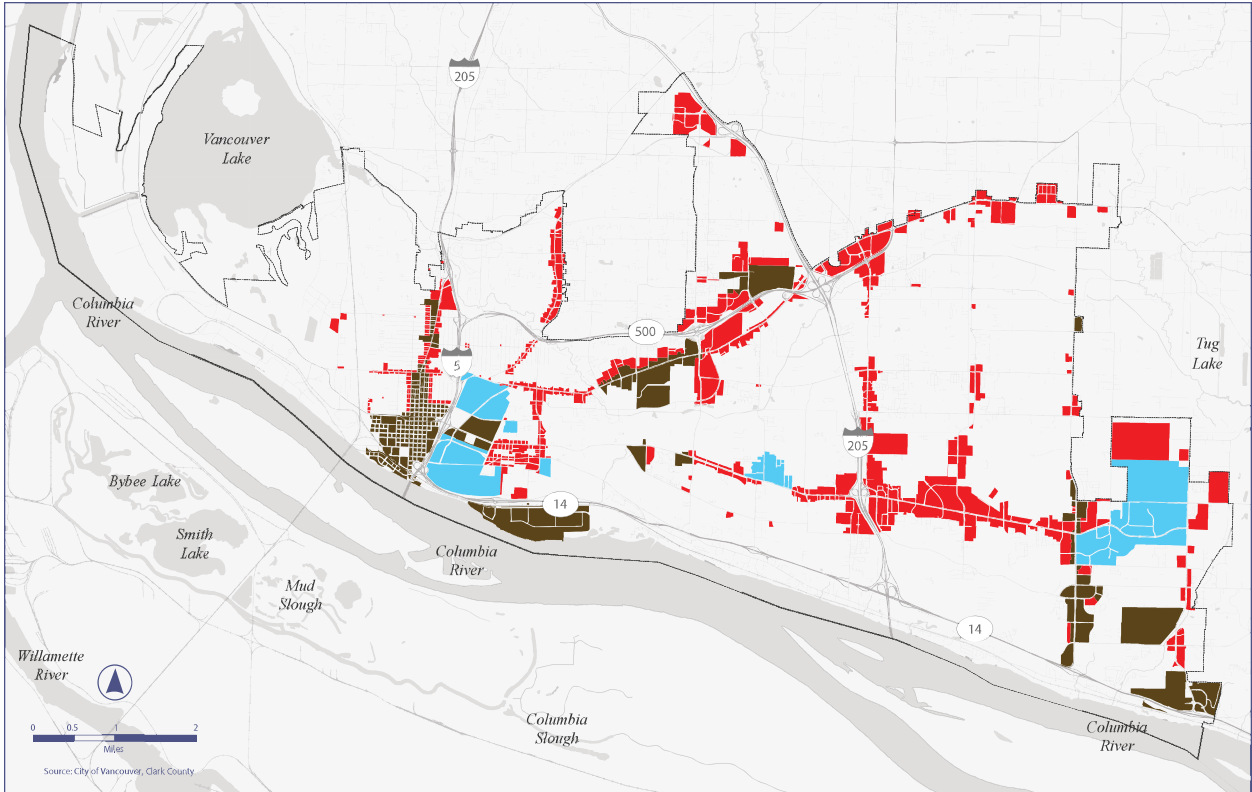 205
Vancouver
Lake
Columbia
River
500
Tug
Lake
5
205
Bybee Lake
14
Smith
Lake
Columbia
River
Mud
Slough
14
Willamette
River
Columbia
Slough
Columbia
River
0 0.5 1 2
Miles
Source: City of Vancouver, Clark County